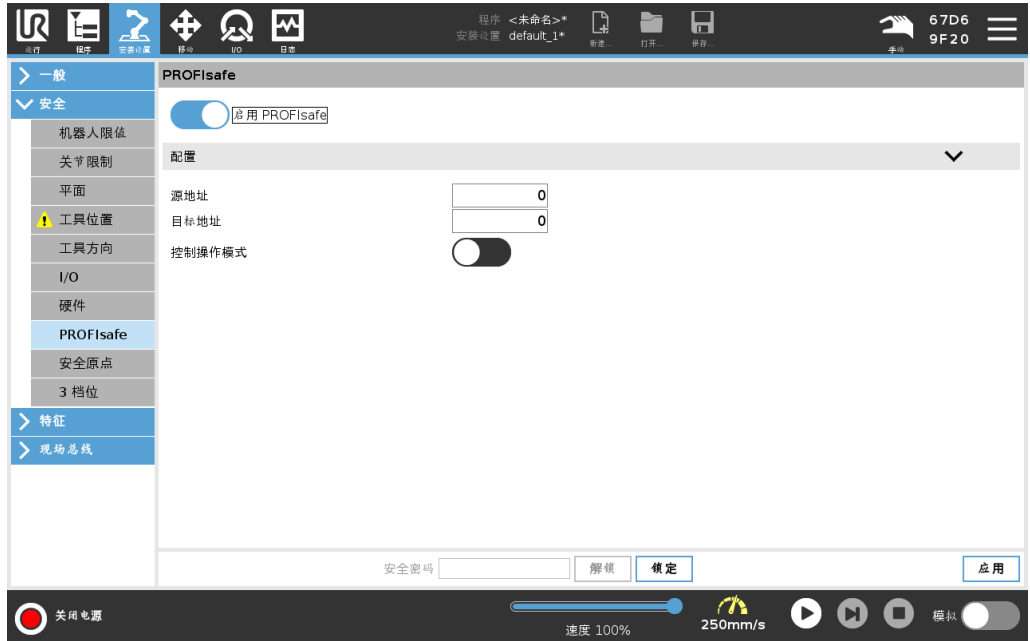 UR
程序 <未命名>*
安装设置 default_1*
67D6
9F20
运行
程序
安装设置
移动
I/O
日志
新建...
打开...
保存...
手动
一般
安全
机器人限值
关节限制
平面
工具位置
工具方向
I/O
硬件
PROFIsafe
安全原点
3 档位
特征
现场总线
PROFIsafe
启用 PROFIsafe
配置
源地址
0
目标地址
0
控制操作模式
安全密码
解锁
锁定
应用
关闭电源
速度 100%
250mm/s
模拟